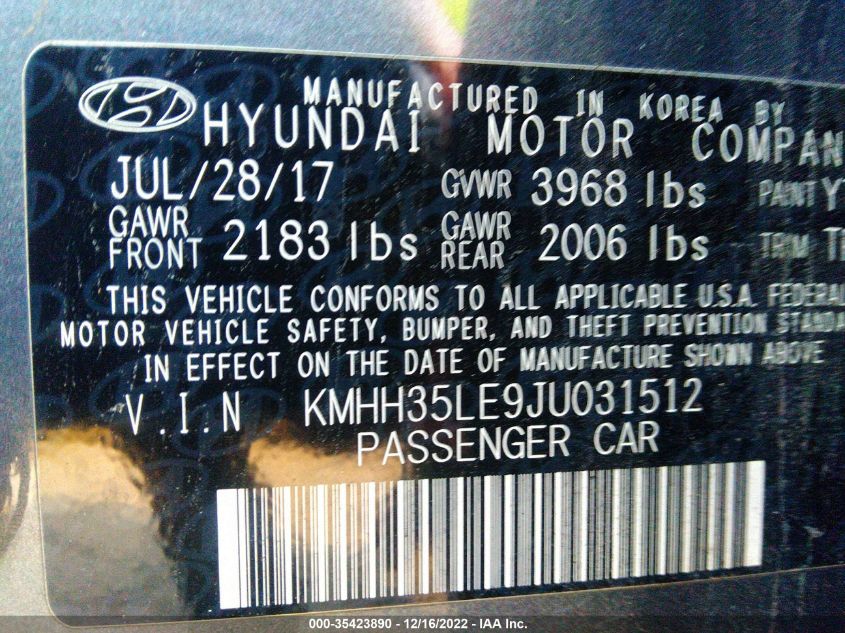 MANUFACTURED IN KOREA BY
HYUNDAI MOTOR COMPAN
JUL/28/17 GVWR 3968 lbs PAINT Y
GAWR FRONT 2183 lbs GAWR REAR 2006 lbs TRIM
THIS VEHICLE CONFORMS TO ALL APPLICABLE U.S.A. FEDERAL
MOTOR VEHICLE SAFETY, BUMPER, AND THEFT PREVENTION STANDA
IN EFFECT ON THE DATE OF MANUFACTURE SHOWN ABOVE
V.I.N KMHH35LE9JU031512
PASSENGER CAR
000-35423890 - 12/16/2022 - IAA Inc.